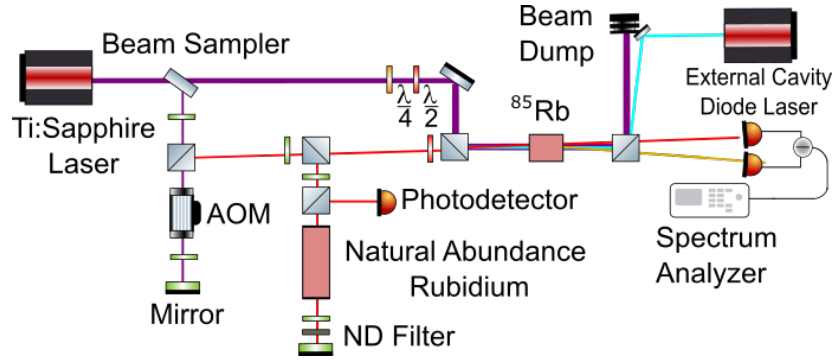 Beam Sampler
Ti:Sapphire
Laser
λ
4
λ
2
Beam
Dump
⁸⁵Rb
External Cavity
Diode Laser
AOM
Photodetector
Natural Abundance
Rubidium
Spectrum
Analyzer
Mirror
ND Filter